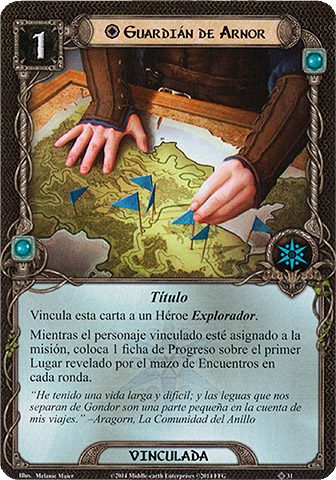 1
Guardián de Arnor
Título
Vincula esta carta a un Héroe Explorador.
Mientras el personaje vinculado esté asignado a la
misión, coloca 1 ficha de Progreso sobre el primer
Lugar revelado por el mazo de Encuentros en
cada ronda.
“He tenido una vida larga y difícil; y las leguas que nos
separan de Gondor son una parte pequeña en la cuenta de
mis viajes.” –Aragorn, La Comunidad del Anillo
VINCULADA
Illus. Melanie Maier ©2014 Middle-earth Enterprises ©2014 FFG 31